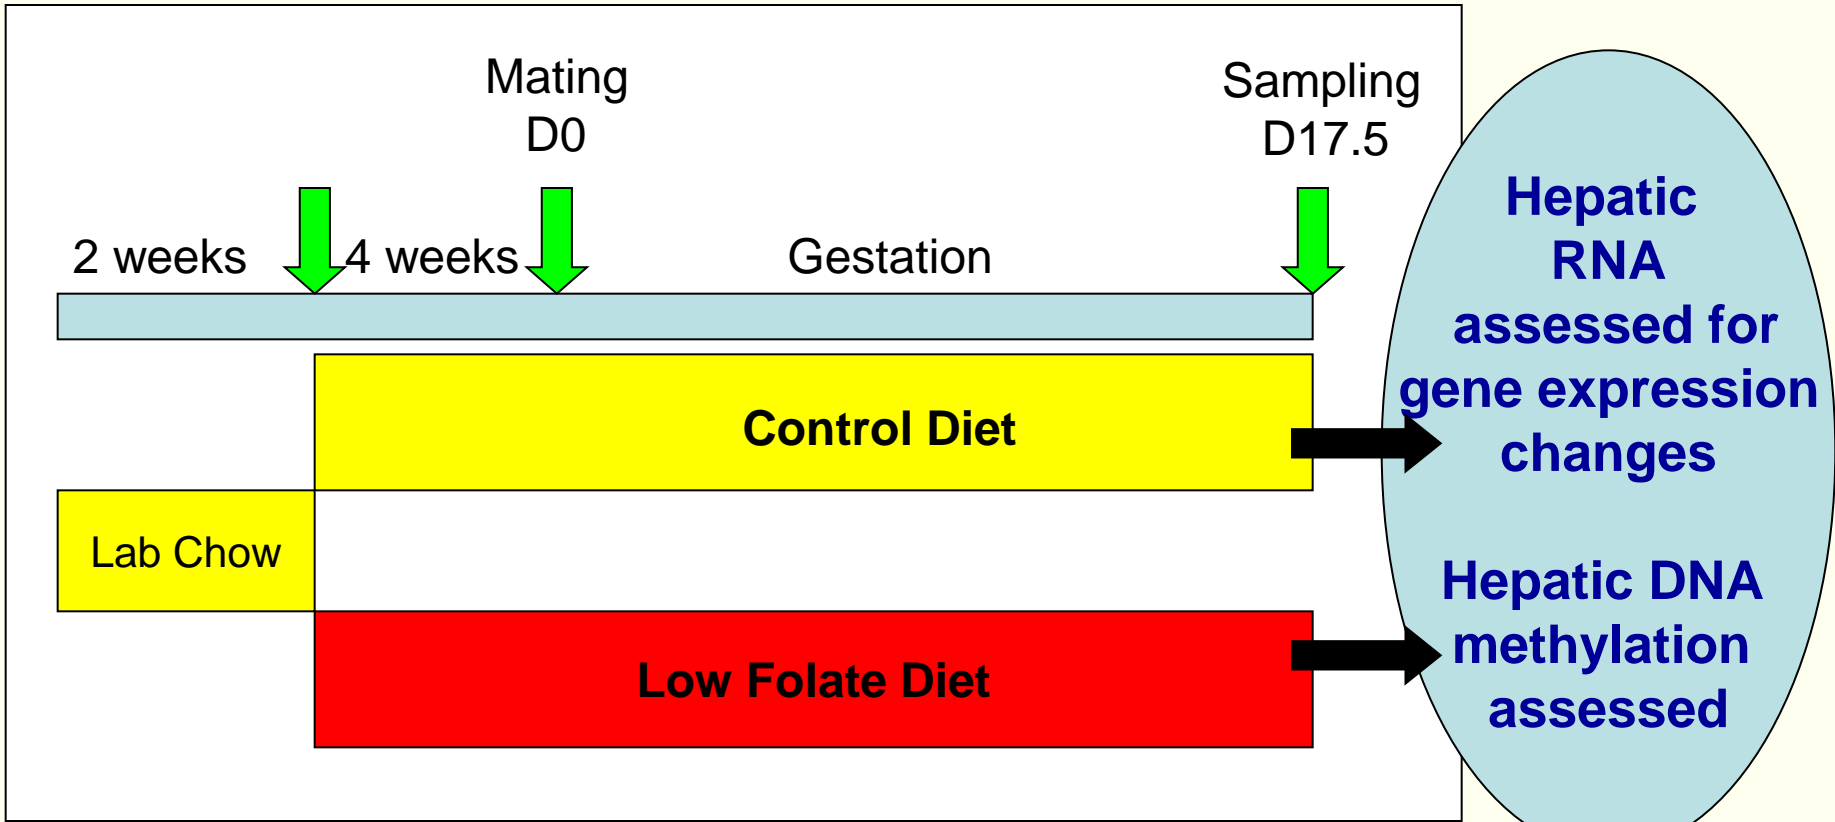 Mating
D0
Sampling
D17.5
2 weeks
4 weeks
Gestation
Control Diet
Lab Chow
Low Folate Diet
Hepatic
RNA
assessed for
gene expression
changes
Hepatic DNA
methylation
assessed